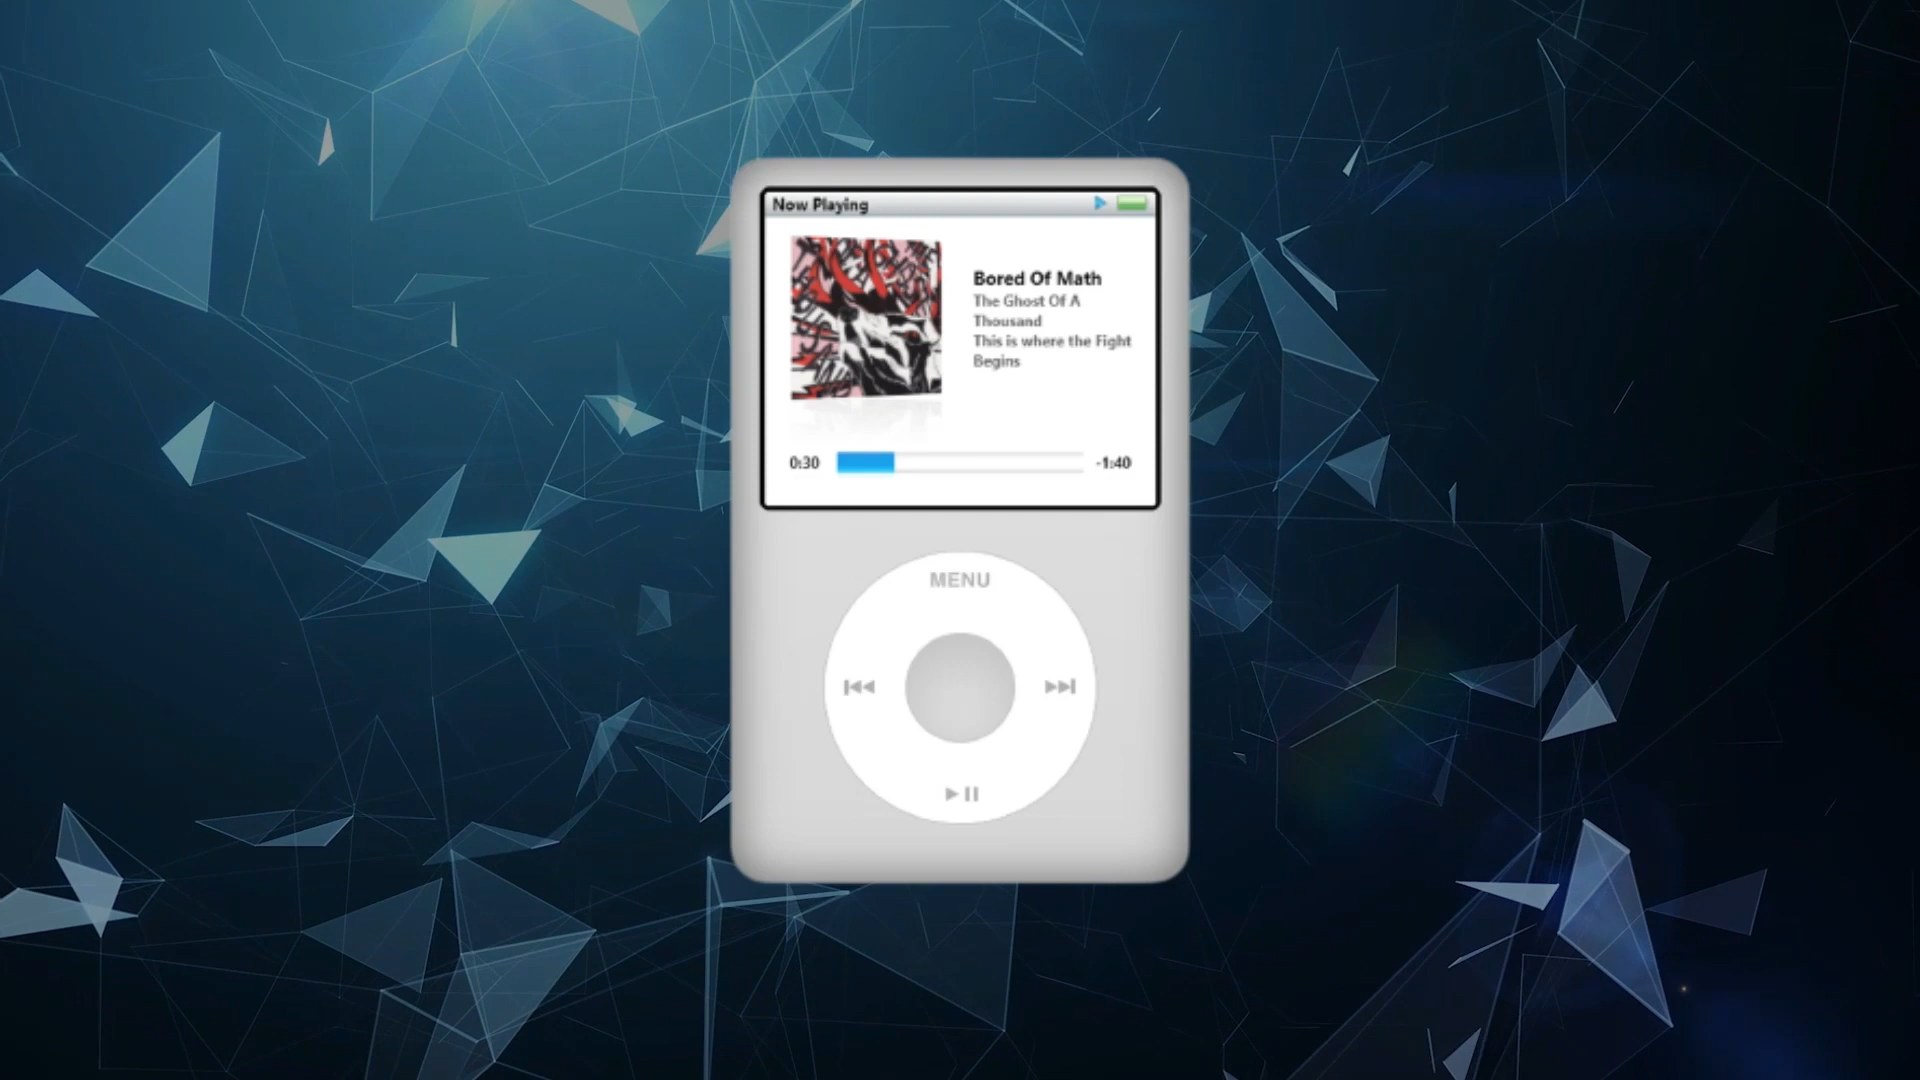 Now Playing
Bored Of Math
The Ghost Of A
Thousand
This is where the Fight
Begins
0:30
-1:40
MENU